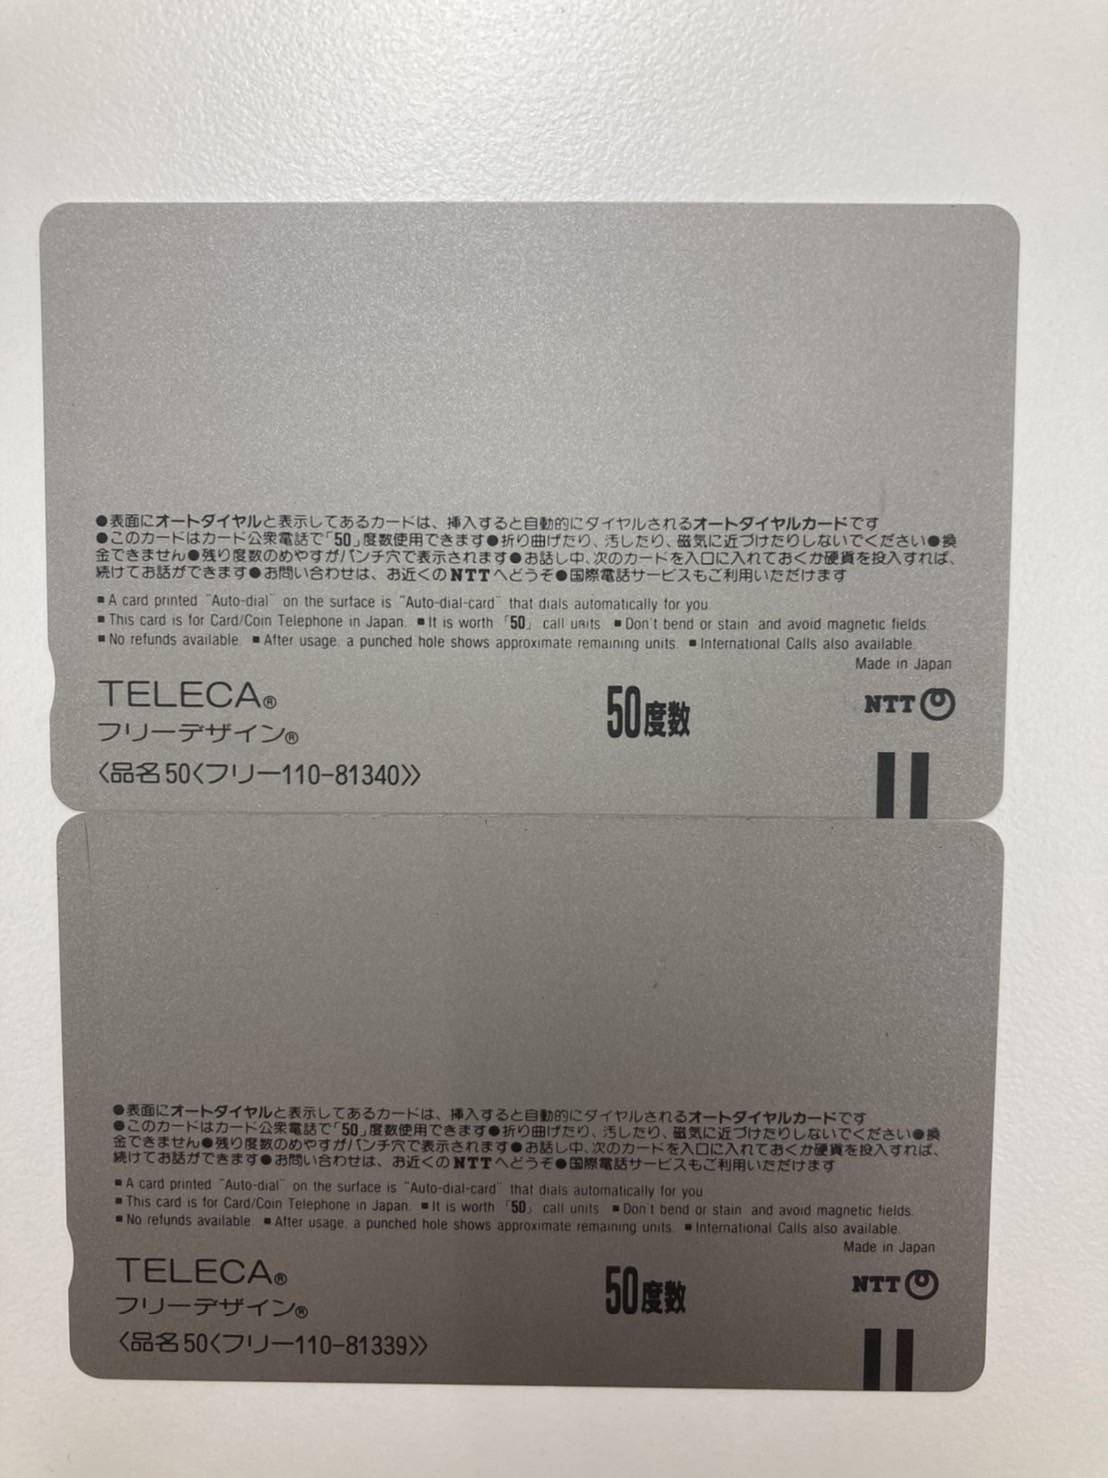 ●表面にオートダイヤルと表示してあるカードは、挿入すると自動的にダイヤルされるオートダイヤルカードです
●このカードはカード公衆電話で「50」度数使用できます●折り曲げたり、汚したり、磁気に近づけたりしないでください●換
金できません●残り度数のめやすがパンチ穴で表示されます●お話し中、次のカードを入口に入れておくか硬貨を投入すれば、
続けてお話ができます●お問い合わせは、お近くのNTTへどうぞ●国際電話サービスもご利用いただけます
■A card printed "Auto-dial" on the surface is "Auto-dial-card" that dials automatically for you.
■This card is for Card/Coin Telephone in Japan. ■It is worth 「50」 call units ■Don't bend or stain and avoid magnetic fields.
■No refunds available. ■After usage, a punched hole shows approximate remaining units. ■International Calls also available.
Made in Japan
TELECA® 50度数 NTT
フリーデザイン®
〈品名50〈フリー110-81340〉〉
●表面にオートダイヤルと表示してあるカードは、挿入すると自動的にダイヤルされるオートダイヤルカードです
●このカードはカード公衆電話で「50」度数使用できます●折り曲げたり、汚したり、磁気に近づけたりしないでください●換
金できません●残り度数のめやすがパンチ穴で表示されます●お話し中、次のカードを入口に入れておくか硬貨を投入すれば、
続けてお話ができます●お問い合わせは、お近くのNTTへどうぞ●国際電話サービスもご利用いただけます
■A card printed "Auto-dial" on the surface is "Auto-dial-card" that dials automatically for you.
■This card is for Card/Coin Telephone in Japan. ■It is worth 「50」 call units ■Don't bend or stain and avoid magnetic fields.
■No refunds available. ■After usage, a punched hole shows approximate remaining units. ■International Calls also available.
Made in Japan
TELECA® 50度数 NTT
フリーデザイン®
〈品名50〈フリー110-81339〉〉